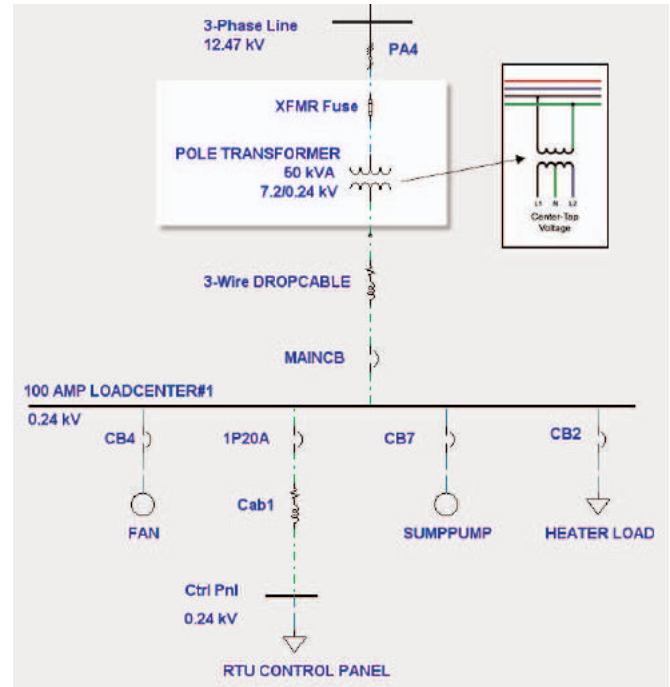 3-Phase Line
12.47 kV
PA4
XFMR Fuse
POLE TRANSFORMER
50 kVA
7.2/0.24 kV
L1 N L2
Center-Tap
Voltage
3-Wire DROPCABLE
MAINCB
100 AMP LOADCENTER#1
0.24 kV
CB4
1P20A
CB7
CB2
Cab1
FAN
SUMPPUMP
HEATER LOAD
Ctrl Pnl
0.24 kV
RTU CONTROL PANEL